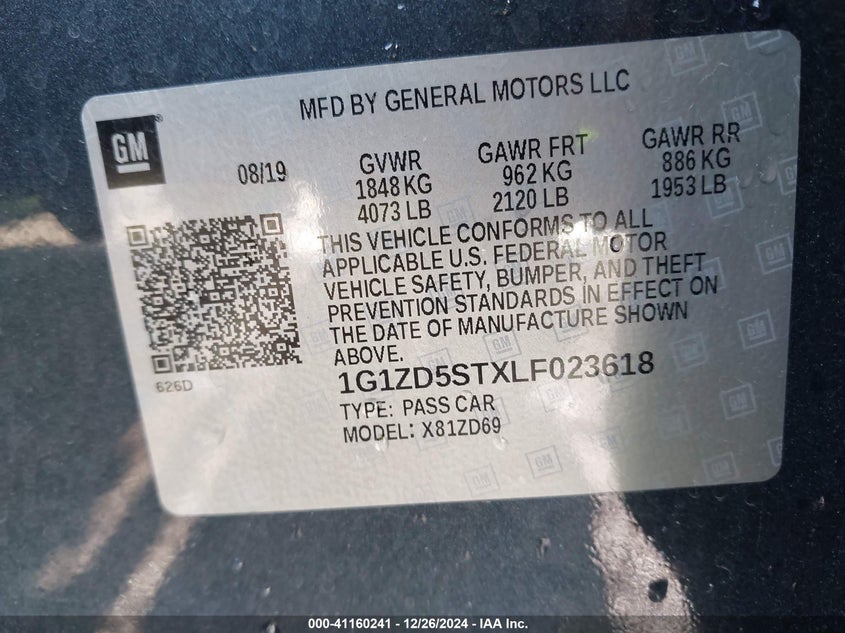 MFD BY GENERAL MOTORS LLC
GM
08/19
GVWR
1848 KG
4073 LB
GAWR FRT
962 KG
2120 LB
GAWR RR
886 KG
1953 LB
THIS VEHICLE CONFORMS TO ALL
APPLICABLE U.S. FEDERAL MOTOR
VEHICLE SAFETY, BUMPER, AND THEFT
PREVENTION STANDARDS IN EFFECT ON
THE DATE OF MANUFACTURE SHOWN
ABOVE.
626D
1G1ZD5STXLF023618
TYPE: PASS CAR
MODEL: X81ZD69
000-41160241 - 12/26/2024 - IAA Inc.